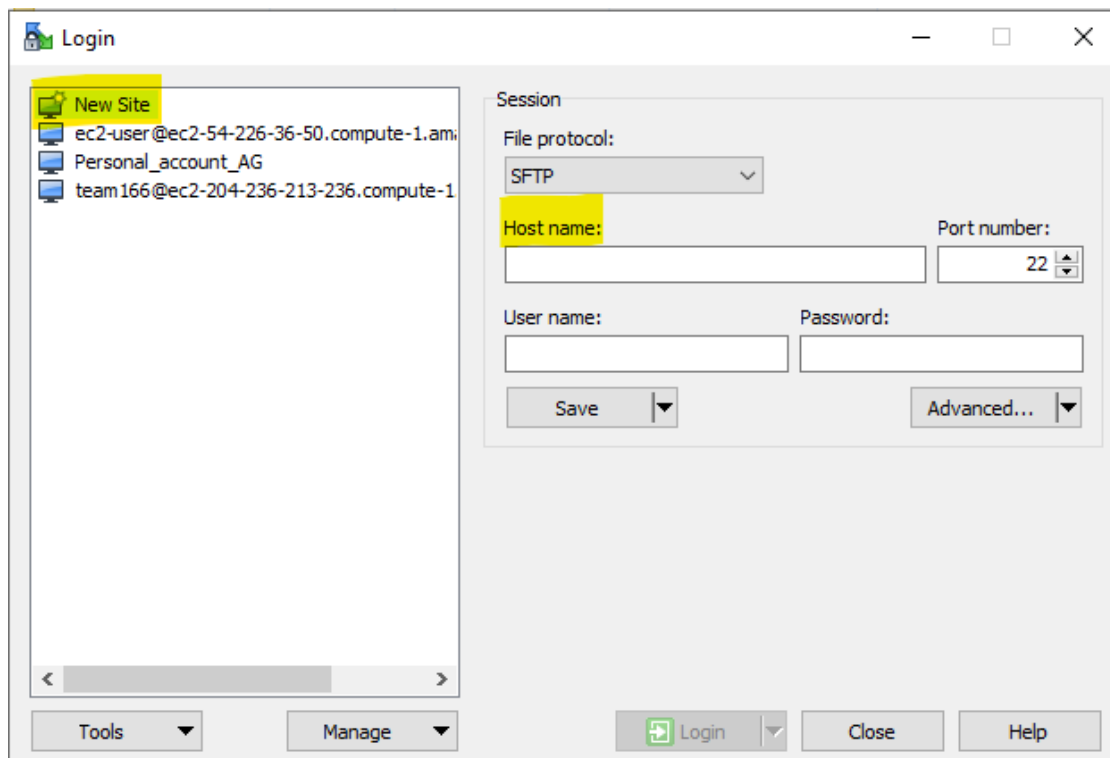 Login
New Site
ec2-user@ec2-54-226-36-50.compute-1.ama
Personal_account_AG
team166@ec2-204-236-213-236.compute-1.
Session
File protocol:
SFTP
Host name:
Port number:
22
User name:
Password:
Save
Advanced...
Tools
Manage
Login
Close
Help